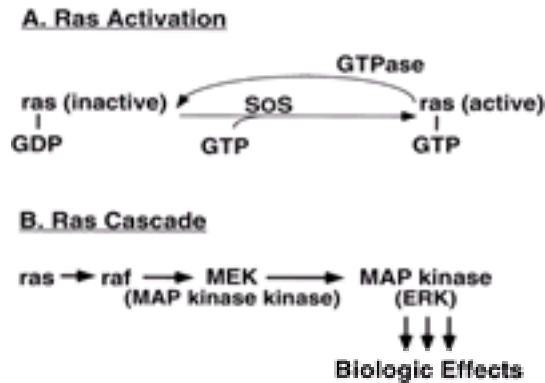 A. Ras Activation
GTPase
ras (inactive) SOS ras (active)
GDP GTP GTP
B. Ras Cascade
ras raf MEK MAP kinase
(MAP kinase kinase) (ERK)
Biologic Effects